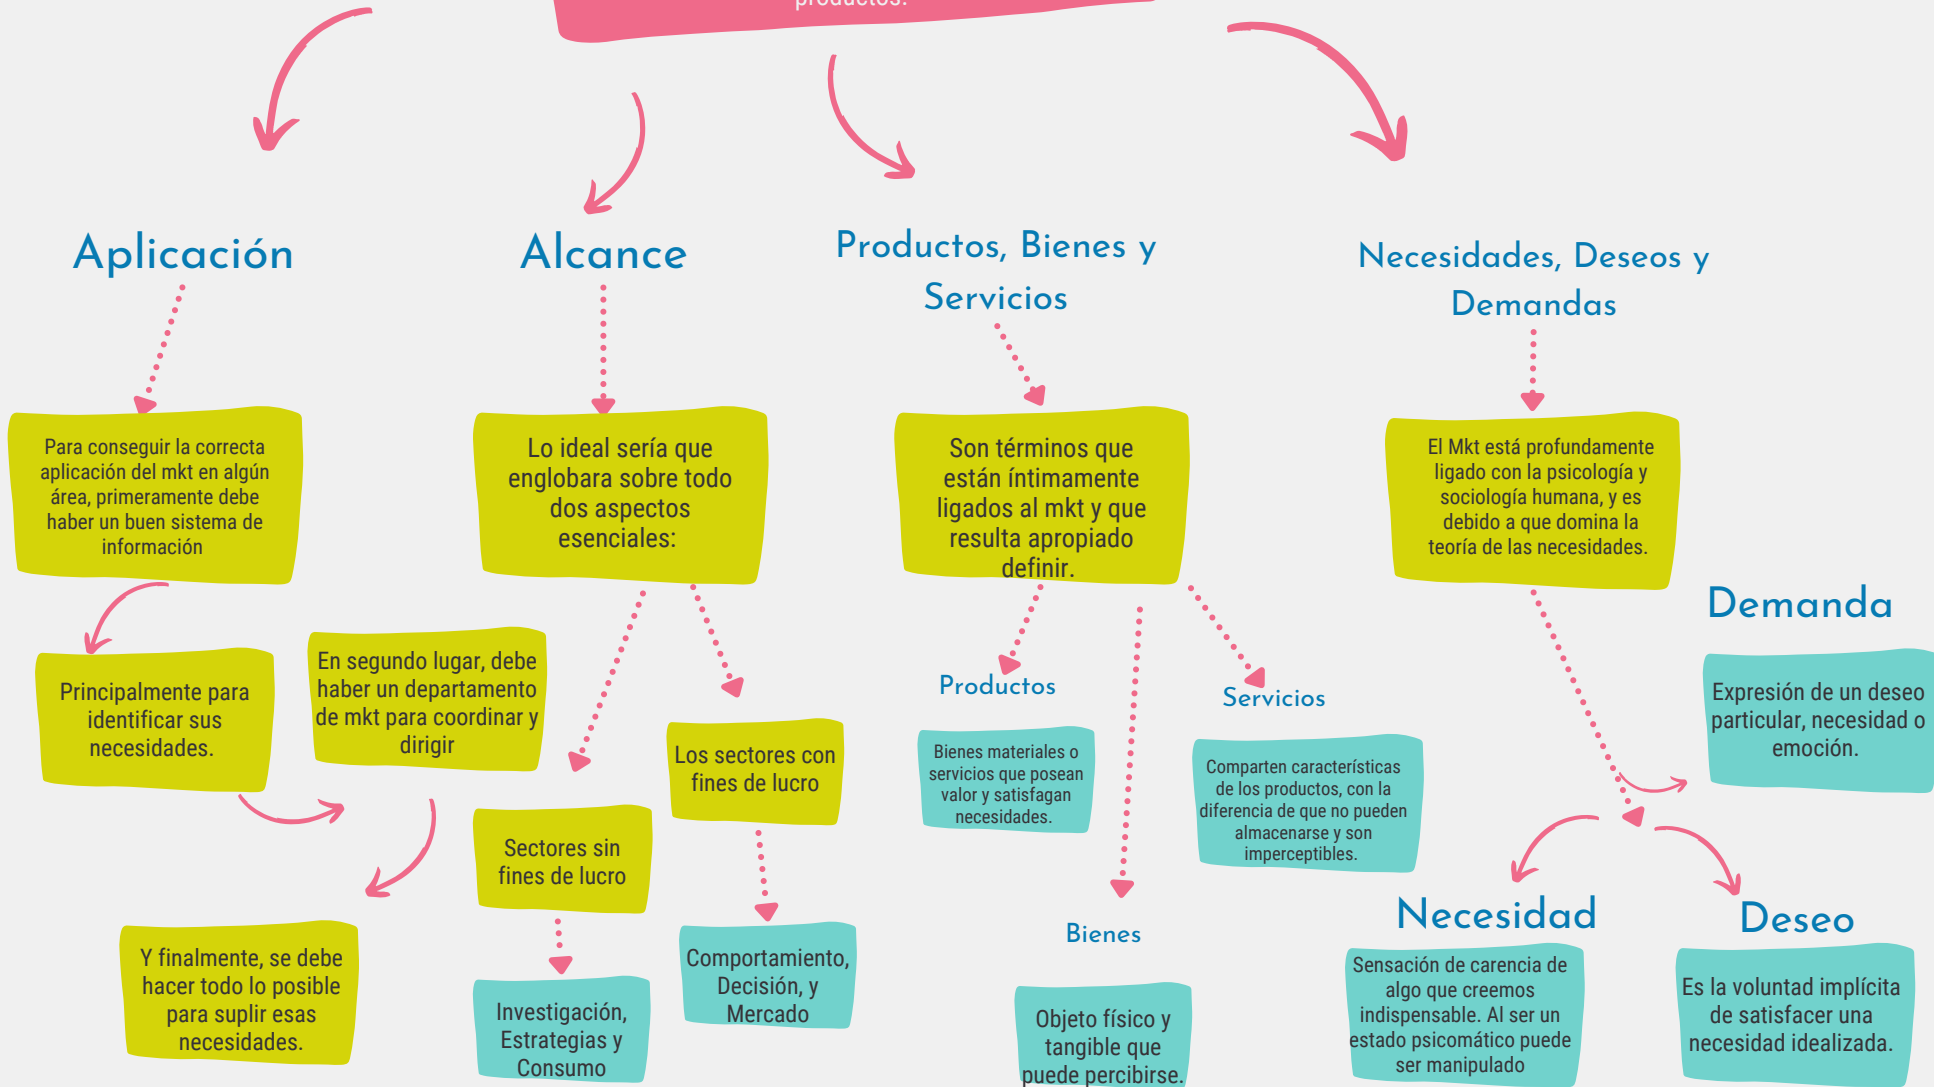 productos.
Aplicación
Para conseguir la correcta
aplicación del mkt en algún
área, primeramente debe
haber un buen sistema de
información
Principalmente para
identificar sus
necesidades.
En segundo lugar, debe
haber un departamento
de mkt para coordinar y
dirigir
Y finalmente, se debe
hacer todo lo posible
para suplir esas
necesidades.
Alcance
Lo ideal sería que
englobara sobre todo
dos aspectos
esenciales:
Sectores sin
fines de lucro
Investigación,
Estrategias y
Consumo
Los sectores con
fines de lucro
Comportamiento,
Decisión, y
Mercado
Productos, Bienes y
Servicios
Son términos que
están íntimamente
ligados al mkt y que
resulta apropiado
definir.
Productos
Bienes materiales o
servicios que posean
valor y satisfagan
necesidades.
Bienes
Objeto físico y
tangible que
puede percibirse.
Servicios
Comparten características
de los productos, con la
diferencia de que no pueden
almacenarse y son
imperceptibles.
Necesidades, Deseos y
Demandas
El Mkt está profundamente
ligado con la psicología y
sociología humana, y es
debido a que domina la
teoría de las necesidades.
Demanda
Expresión de un deseo
particular, necesidad o
emoción.
Necesidad
Sensación de carencia de
algo que creemos
indispensable. Al ser un
estado psicomático puede
ser manipulado
Deseo
Es la voluntad implícita
de satisfacer una
necesidad idealizada.